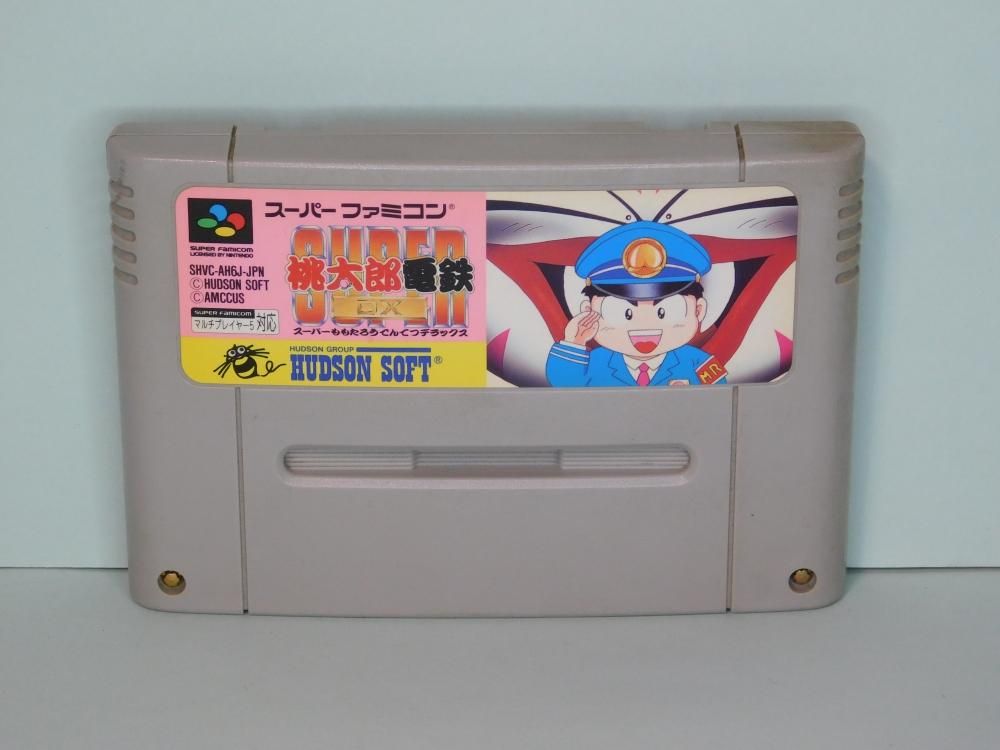 スーパーファミコン®
SUPER FAMICOM
LICENSED BY NINTENDO
SHVC-AH6J-JPN
©HUDSON SOFT
©AMCCUS
SUPER FAMICOM
マルチプレイヤー5 対応
SUPER
桃太郎電鉄
DX
スーパーももたろうでんてつデラックス
HUDSON GROUP
HUDSON SOFT®
MR